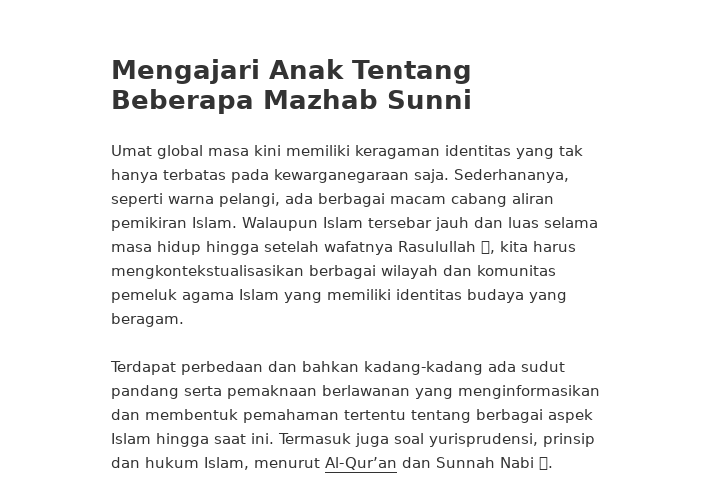 Mengajari Anak Tentang
Beberapa Mazhab Sunni
Umat global masa kini memiliki keragaman identitas yang tak
hanya terbatas pada kewarganegaraan saja. Sederhananya,
seperti warna pelangi, ada berbagai macam cabang aliran
pemikiran Islam. Walaupun Islam tersebar jauh dan luas selama
masa hidup hingga setelah wafatnya Rasulullah , kita harus
mengkontekstualisasikan berbagai wilayah dan komunitas
pemeluk agama Islam yang memiliki identitas budaya yang
beragam.
Terdapat perbedaan dan bahkan kadang-kadang ada sudut
pandang serta pemaknaan berlawanan yang menginformasikan
dan membentuk pemahaman tertentu tentang berbagai aspek
Islam hingga saat ini. Termasuk juga soal yurisprudensi, prinsip
dan hukum Islam, menurut Al-Qur’an dan Sunnah Nabi .